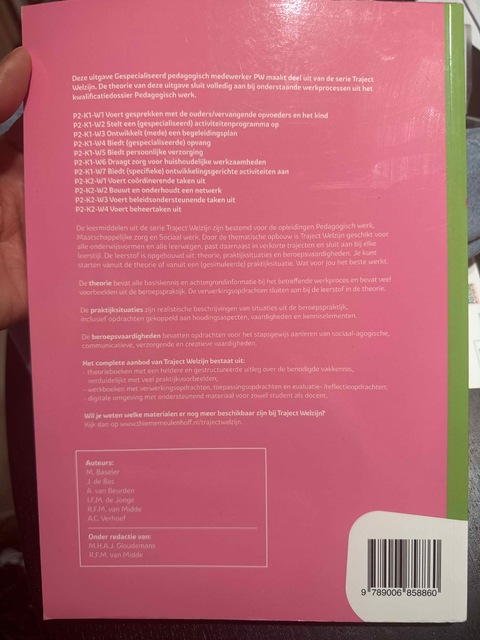 Deze uitgave Gespecialiseerd pedagogisch medewerker PW maakt deel uit van de serie Traject
Welzijn. De theorie van deze uitgave sluit volledig aan bij onderstaande werkprocessen uit het
kwalificatiedossier Pedagogisch werk.
P2-K1-W1 Voert gesprekken met de ouders/vervangende opvoeders en het kind
P2-K1-W2 Stelt een (gespecialiseerd) activiteitenprogramma op
P2-K1-W3 Ontwikkelt (mede) een begeleidingsplan
P2-K1-W4 Biedt (gespecialiseerde) opvang
P2-K1-W5 Biedt persoonlijke verzorging
P2-K1-W6 Draagt zorg voor huishoudelijke werkzaamheden
P2-K1-W7 Biedt (specifieke) ontwikkelingsgerichte activiteiten aan
P2-K2-W1 Voert coördinerende taken uit
P2-K2-W2 Bouwt en onderhoudt een netwerk
P2-K2-W3 Voert beleidsondersteunende taken uit
P2-K2-W4 Voert beheertaken uit
De leermiddelen uit de serie Traject Welzijn zijn bestemd voor de opleidingen Pedagogisch werk,
Maatschappelijke zorg en Sociaal werk. Door de thematische opbouw is Traject Welzijn geschikt voor
alle onderwijsvormen en alle leerwegen, past daarnaast in verkorte trajecten en sluit aan bij elke
leerstijl. De leerstof is opgebouwd uit: theorie, praktijksituaties en beroepsvaardigheden. Je kunt
starten vanuit de theorie of vanuit een (gesimuleerde) praktijksituatie. Wat voor jou het beste werkt.
De theorie bevat alle basiskennis en achtergrondinformatie bij het betreffende werkproces en bevat veel
voorbeelden uit de beroepspraktijk. De verwerkingsopdrachten sluiten aan bij de leerstof in de theorie.
De praktijksituaties zijn realistische beschrijvingen van situaties uit de beroepspraktijk,
inclusief opdrachten gekoppeld aan houdingsaspecten, vaardigheden en kenniselementen.
De beroepsvaardigheden bevatten opdrachten voor het stapsgewijs aanleren van sociaal-agogische,
communicatieve, verzorgende en creatieve vaardigheden.
Het complete aanbod van Traject Welzijn bestaat uit:
- theorieboeken met een heldere en gestructureerde uitleg over de benodigde vakkennis,
verduidelijkt met veel praktijkvoorbeelden;
- werkboeken met verwerkingsopdrachten, toepassingsopdrachten en evaluatie- /reflectieopdrachten;
- digitale omgeving met ondersteunend materiaal voor zowel student als docent.
Wil je weten welke materialen er nog meer beschikbaar zijn bij Traject Welzijn?
Kijk dan op www.thiememeulenhoff.nl/trajectwelzijn.
Auteurs:
M. Baseler
J. de Bos
A. van Beurden
I.F.M. de Jonge
R.F.M. van Midde
A.C. Verhoef
Onder redactie van:
M.H.A.J. Gloudemans
R.F.M. van Midde
9 789006 858860